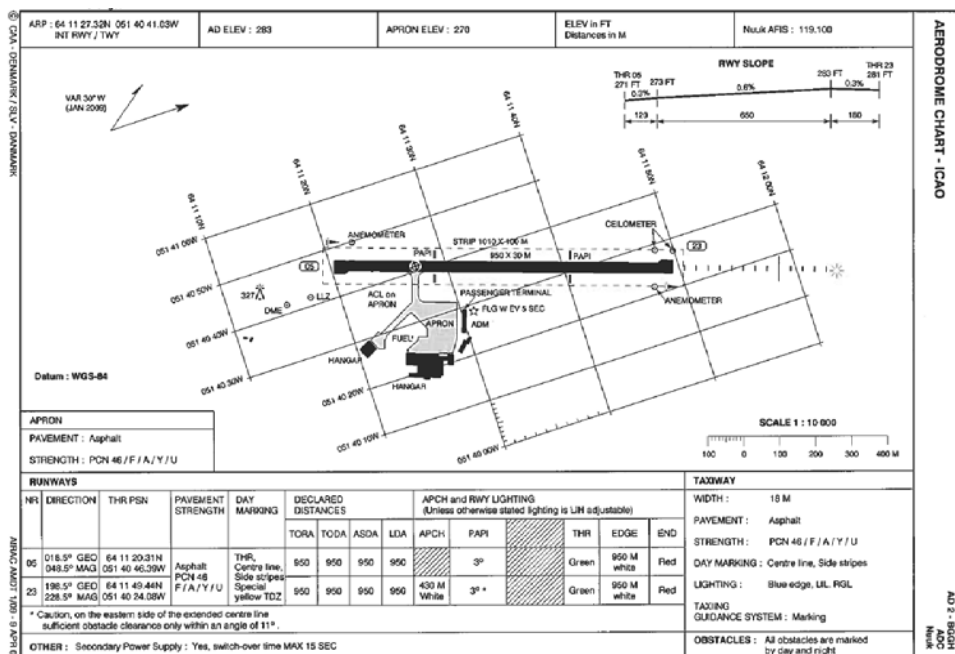 ARP : 64 11 27.32N 051 40 41.03W
INT RWY / TWY
AD ELEV : 283
APRON ELEV : 270
ELEV in FT
Distances in M
Nuuk AFIS : 119.100
AERODROME CHART - ICAO
© CAA - DENMARK / SLV - DANMARK
VAR 30° W
(JAN 2009)
RWY SLOPE
THR 05
271 FT
273 FT
283 FT
THR 23
281 FT
0.3%
0.6%
0.3%
120
650
180
64 11 10N
64 11 20N
64 11 30N
64 11 40N
64 11 50N
64 12 00N
051 41 00W
051 40 50W
051 40 40W
051 40 30W
051 40 20W
051 40 10W
051 40 00W
ANEMOMETER
STRIP 1010 X 100 M
CEILOMETER
23
PAPI
950 X 30 M
PAPI
05
327
LLZ
DME
ACL on
APRON
PASSENGER TERMINAL
FLG W EV 5 SEC
ANEMOMETER
APRON
ADM
FUEL
HANGAR
HANGAR
Datum : WGS-84
SCALE 1 : 10 000
100 0 100 200 300 400 M
APRON
PAVEMENT : Asphalt
STRENGTH : PCN 46 / F / A / Y / U
RUNWAYS
NR DIRECTION THR PSN PAVEMENT STRENGTH DAY MARKING DECLARED DISTANCES APCH and RWY LIGHTING
(Unless otherwise stated lighting is LIH adjustable)
TORA TODA ASDA LDA APCH PAPI THR EDGE END
05 018.5° GEO 048.5° MAG 64 11 20.31N 051 40 46.39W 950 950 950 950 3° Green 950 M white Red
Asphalt PCN 46 F / A / Y / U
THR, Centre line, Side stripes Special yellow TDZ
23 198.5° GEO 228.5° MAG 64 11 49.44N 051 40 24.08W 950 950 950 950 430 M White 3° * Green 950 M white Red
* Caution, on the eastern side of the extended centre line
sufficient obstacle clearance only within an angle of 11° .
OTHER : Secondary Power Supply : Yes, switch-over time MAX 15 SEC
TAXIWAY
WIDTH : 18 M
PAVEMENT : Asphalt
STRENGTH : PCN 46 / F / A / Y / U
DAY MARKING : Centre line, Side stripes
LIGHTING : Blue edge, LIL, RGL
TAXIING
GUIDANCE SYSTEM : Marking
OBSTACLES : All obstacles are marked
by day and night
AIRAC AMDT 1/09 - 9 APR
AD 2 - BGGH
ADC
Nuuk